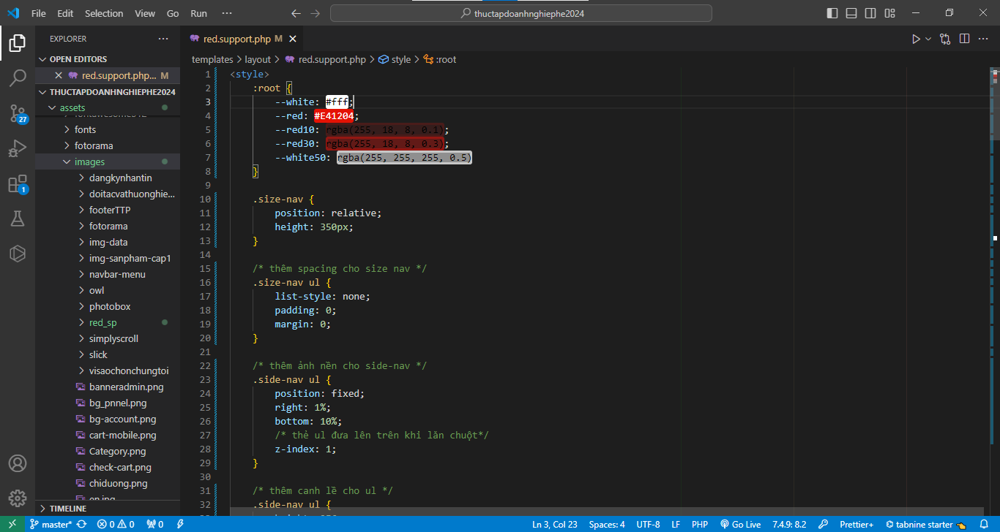 File Edit Selection View Go Run ···
thuctapdoanhnghiephe2024
EXPLORER ···
OPEN EDITORS
red.support.php... M
THUCTAPDOANHNGHIEPHE2024
assets
fonts
fotorama
images
dangkynhantin
doitacvathuonghie...
footerTTP
fotorama
img-data
img-sanpham-cap1
navbar-menu
owl
photobox
red_sp
simplyscroll
slick
visaochonchungtoi
banneradmin.png
bg_pnnel.png
bg-account.png
cart-mobile.png
Category.png
check-cart.png
chiduong.png
en.jpg
TIMELINE
27
1
red.support.php M
templates > layout > red.support.php > style > :root
1 <style>
2 :root {
3 --white: #fff;
4 --red: #E41204;
5 --red10: rgba(255, 18, 8, 0.1);
6 --red30: rgba(255, 18, 8, 0.3);
7 --white50: rgba(255, 255, 255, 0.5)
8 }
9
10 .size-nav {
11 position: relative;
12 height: 350px;
13 }
14
15 /* thêm spacing cho size nav */
16 .size-nav ul {
17 list-style: none;
18 padding: 0;
19 margin: 0;
20 }
21
22 /* thêm ảnh nền cho side-nav */
23 .side-nav ul {
24 position: fixed;
25 right: 1%;
26 bottom: 10%;
27 /* thẻ ul đưa lên trên khi lăn chuột*/
28 z-index: 1;
29 }
30
31 /* thêm canh lề cho ul */
32 .side-nav ul {
master* 0 0 0 Ln 3, Col 23 Spaces: 4 UTF-8 LF PHP Go Live 7.4.9: 8.2 Prettier+ tabnine starter